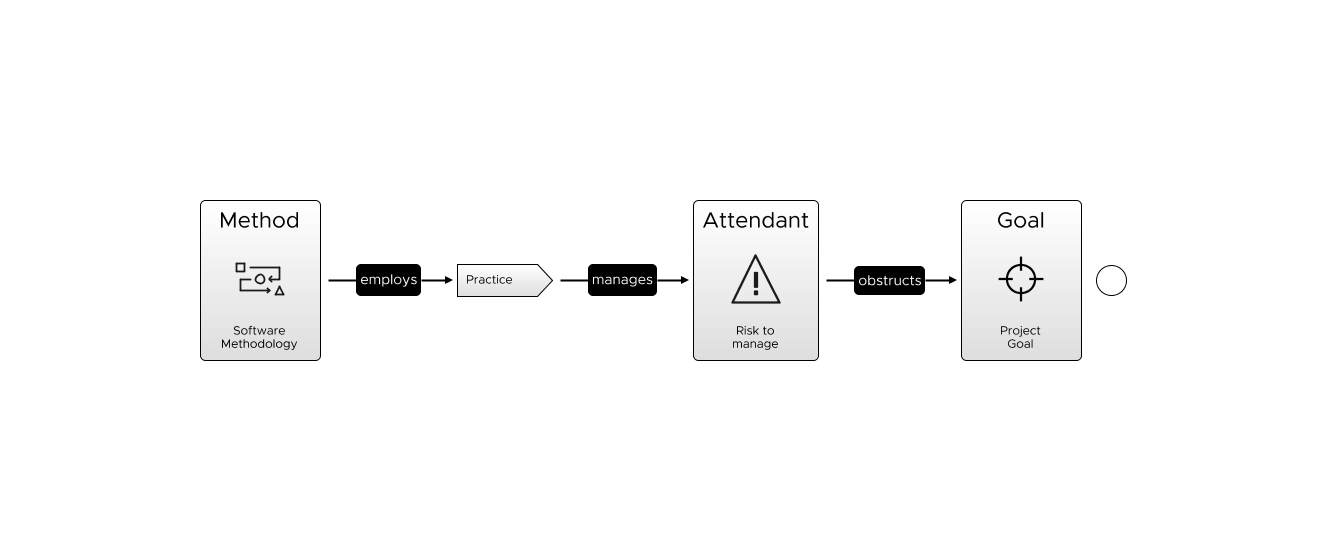 Method
Software
Methodology
employs
Practice
manages
Attendant
Risk to
manage
obstructs
Goal
Project
Goal